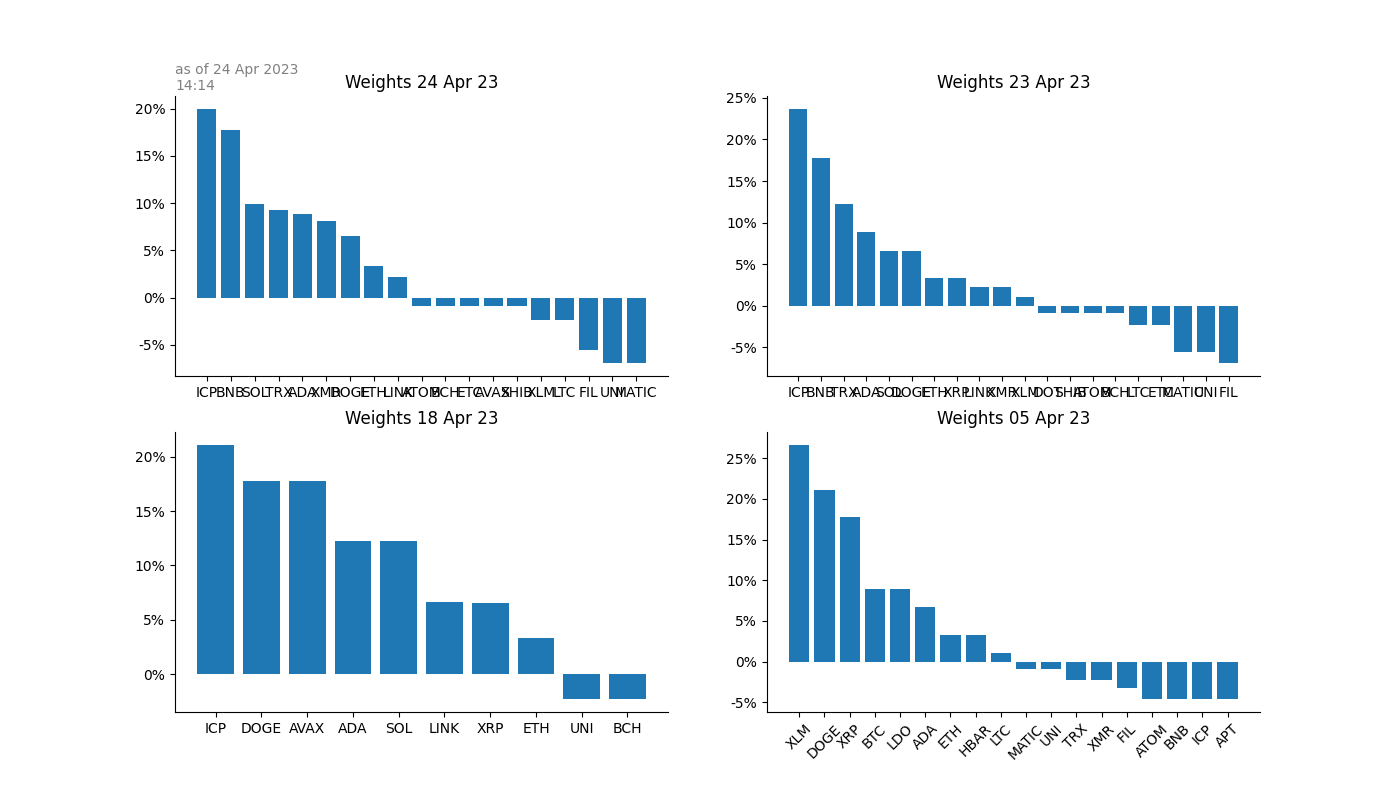 as of 24 Apr 2023
14:14
Weights 24 Apr 23
20%
15%
10%
5%
0%
-5%
ICP BNB SOL TRX ADA XMR DOGE ETH LINK ATOM BCH ETC AVAX SHIB XLM LTC FIL UNI MATIC
Weights 23 Apr 23
25%
20%
15%
10%
5%
0%
-5%
ICP BNB TRX ADA SOL DOGE ETH XRP LINK XMR XLM DOT SHIB ATOM BCH LTC ETC MATIC UNI FIL
Weights 18 Apr 23
20%
15%
10%
5%
0%
ICP DOGE AVAX ADA SOL LINK XRP ETH UNI BCH
Weights 05 Apr 23
25%
20%
15%
10%
5%
0%
-5%
XLM DOGE XRP BTC LDO ADA ETH HBAR LTC MATIC UNI TRX XMR FIL ATOM BNB ICP APT